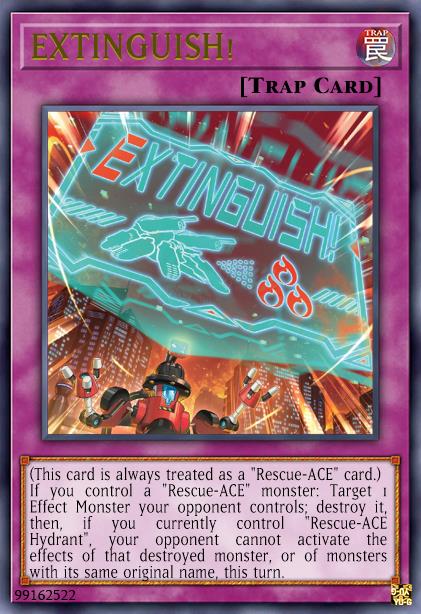 EXTINGUISH!
TRAP
罠
[TRAP CARD]
EXTINGUISH!
(This card is always treated as a "Rescue-ACE" card.)
If you control a "Rescue-ACE" monster: Target 1
Effect Monster your opponent controls; destroy it,
then, if you currently control "Rescue-ACE
Hydrant", your opponent cannot activate the
effects of that destroyed monster, or of monsters
with its same original name, this turn.
99162522